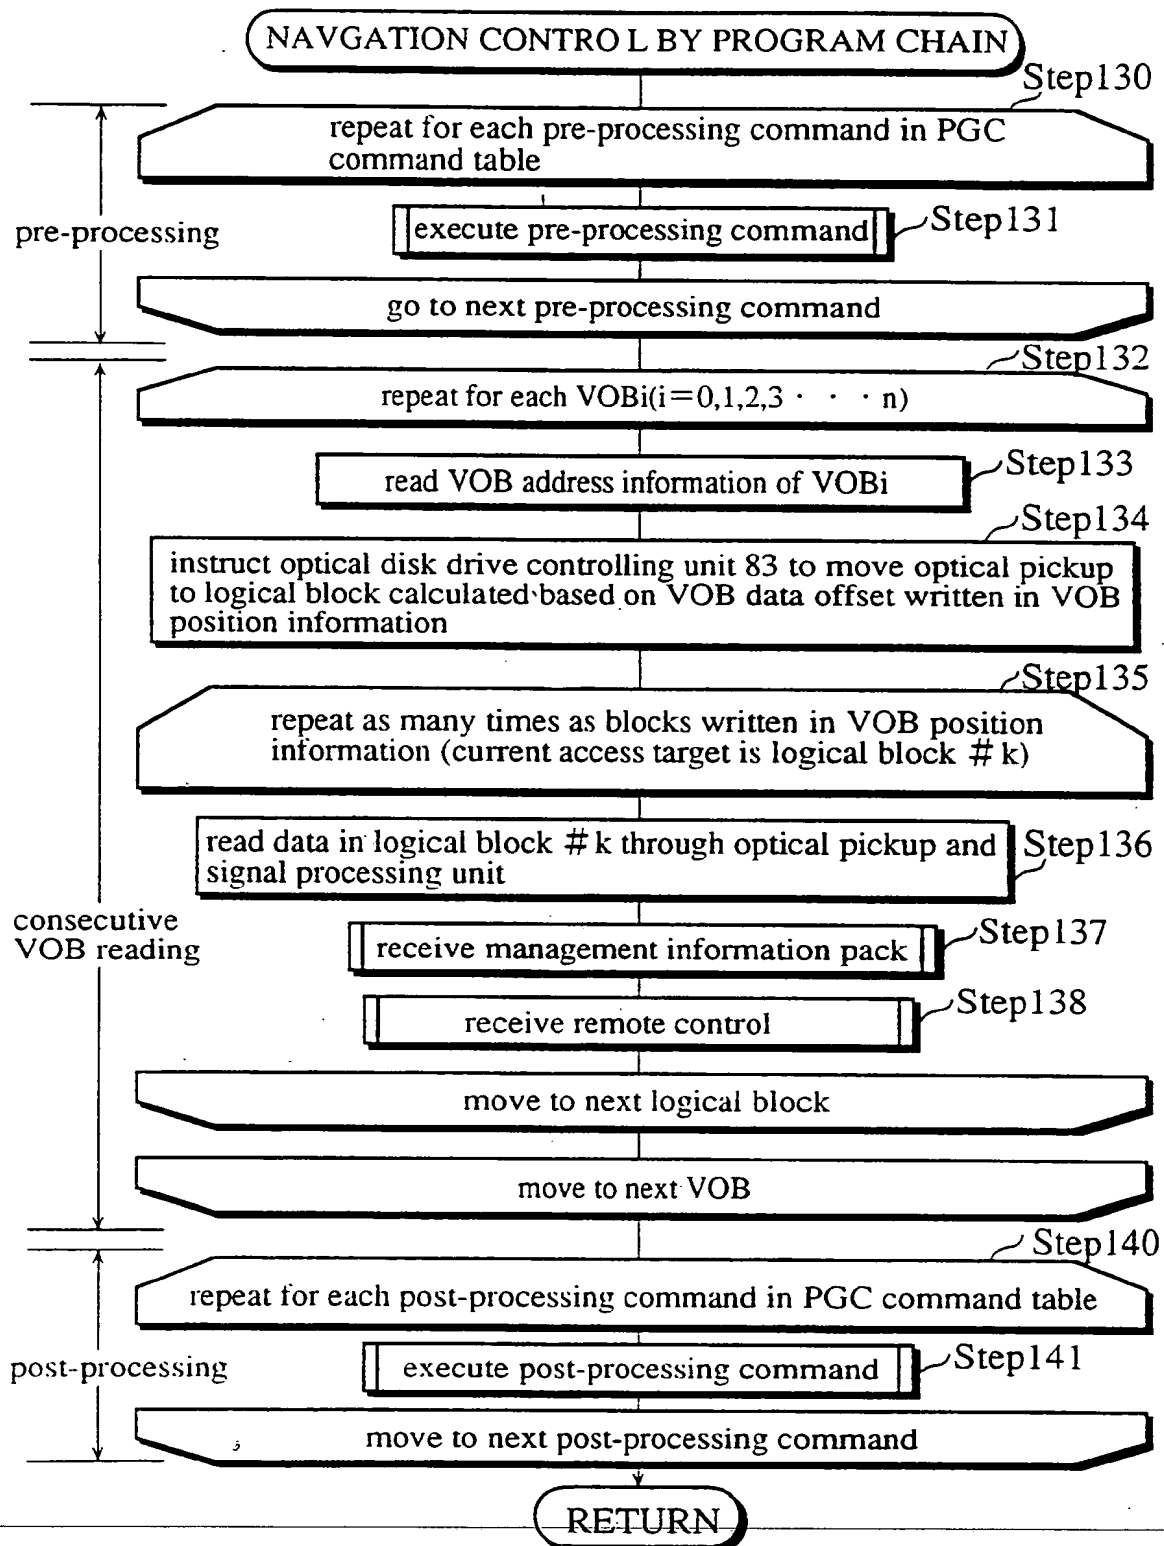 NAVGATION CONTROL BY PROGRAM CHAIN
Step130
repeat for each pre-processing command in PGC
command table
pre-processing
execute pre-processing command
Step131
go to next pre-processing command
Step132
repeat for each VOBi(i=0,1,2,3 · · · n)
read VOB address information of VOBi
Step133
Step134
instruct optical disk drive controlling unit 83 to move optical pickup
to logical block calculated based on VOB data offset written in VOB
position information
Step135
repeat as many times as blocks written in VOB position
information (current access target is logical block #k)
read data in logical block #k through optical pickup and
signal processing unit
Step136
consecutive
VOB reading
receive management information pack
Step137
receive remote control
Step138
move to next logical block
move to next VOB
Step140
repeat for each post-processing command in PGC command table
post-processing
execute post-processing command
Step141
move to next post-processing command
RETURN